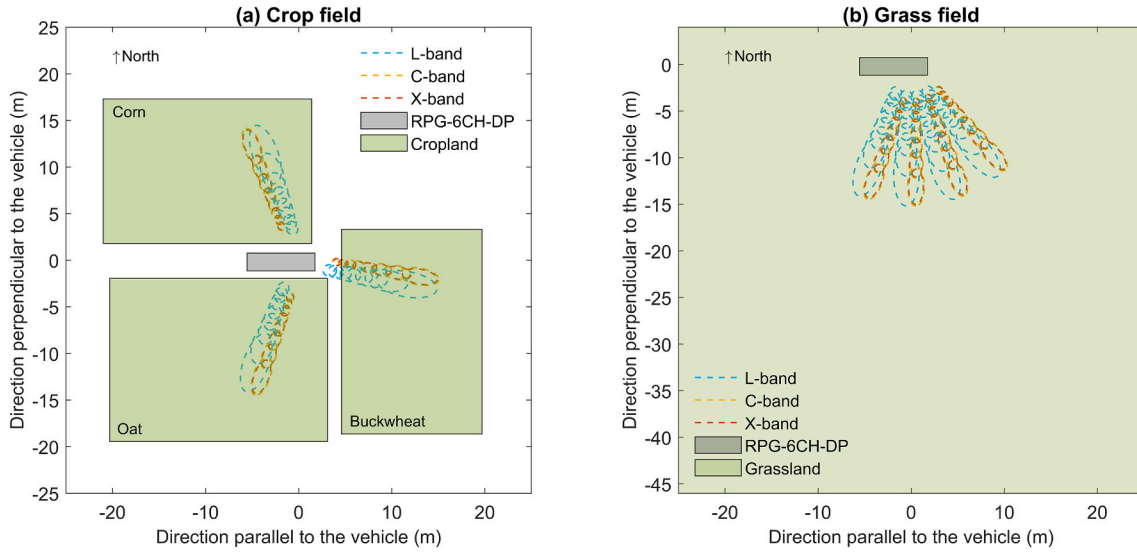 (a) Crop field
25
20
15
10
5
0
-5
-10
-15
-20
-25
-20
-10
0
10
20
Direction perpendicular to the vehicle (m)
Direction parallel to the vehicle (m)
↑North
L-band
C-band
X-band
RPG-6CH-DP
Cropland
Corn
Oat
Buckwheat
(b) Grass field
0
-5
-10
-15
-20
-25
-30
-35
-40
-45
-20
-10
0
10
20
Direction perpendicular to the vehicle (m)
Direction parallel to the vehicle (m)
↑North
L-band
C-band
X-band
RPG-6CH-DP
Grassland